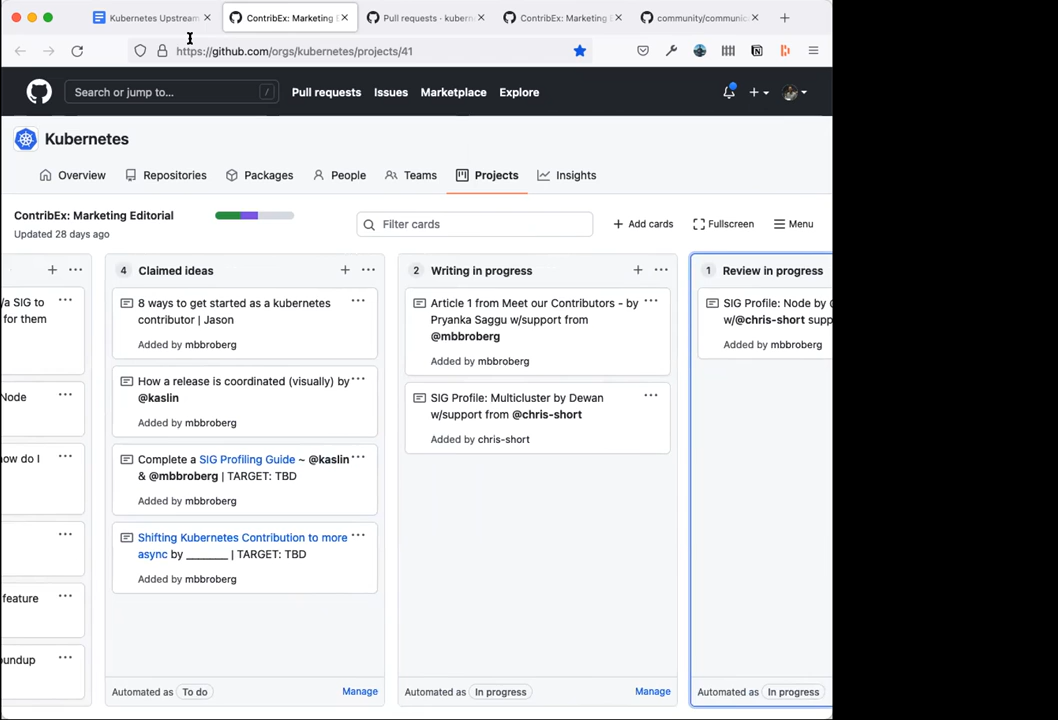 Kubernetes Upstream
ContribEx: Marketing E
Pull requests · kubern
ContribEx: Marketing E
community/communic
https://github.com/orgs/kubernetes/projects/41
Search or jump to...
/
Pull requests
Issues
Marketplace
Explore
Kubernetes
Overview
Repositories
Packages
People
Teams
Projects
Insights
ContribEx: Marketing Editorial
Updated 28 days ago
Filter cards
Add cards
Fullscreen
Menu
/a SIG to
for them
Node
ow do I
feature
undup
4 Claimed ideas
8 ways to get started as a kubernetes
contributor | Jason
Added by mbbroberg
How a release is coordinated (visually) by
@kaslin
Added by mbbroberg
Complete a SIG Profiling Guide ~ @kaslin
& @mbbroberg | TARGET: TBD
Added by mbbroberg
Shifting Kubernetes Contribution to more
async by ________ | TARGET: TBD
Added by mbbroberg
Automated as To do
Manage
2 Writing in progress
Article 1 from Meet our Contributors - by
Pryanka Saggu w/support from
@mbbroberg
Added by mbbroberg
SIG Profile: Multicluster by Dewan
w/support from @chris-short
Added by chris-short
Automated as In progress
Manage
1 Review in progress
SIG Profile: Node by
w/@chris-short supp
Added by mbbroberg
Automated as In progress